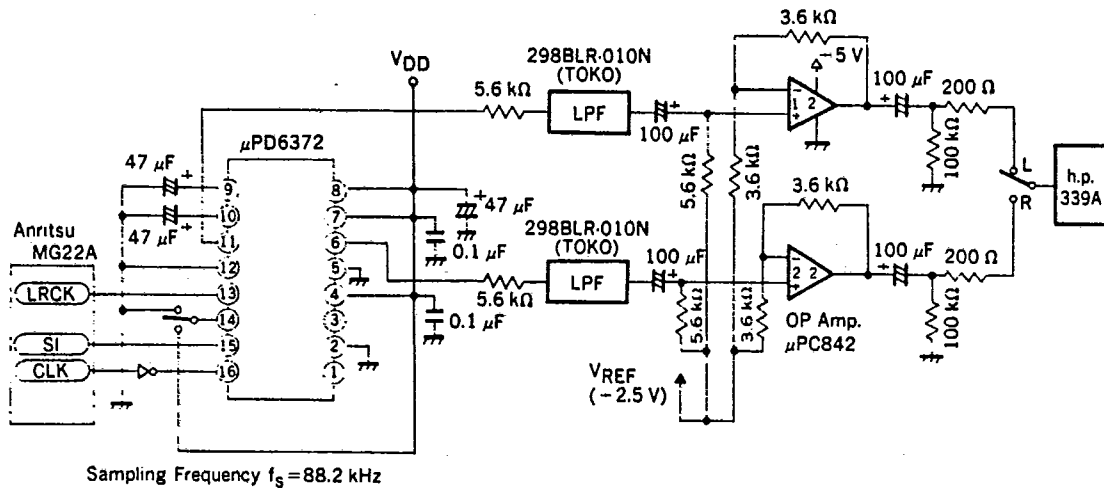 3.6 kΩ
298BLR·010N
(TOKO)
VDD
−5 V
5.6 kΩ
LPF
100 μF
1 2
− +
100 μF
200 Ω
100 kΩ
μPD6372
47 μF
+
9
8
10
7
11
6
12
5
13
4
14
3
15
2
16
1
47 μF
47 μF
0.1 μF
0.1 μF
Anritsu
MG22A
LRCK
SI
CLK
5.6 kΩ
3.6 kΩ
3.6 kΩ
298BLR·010N
(TOKO)
5.6 kΩ
LPF
100 μF
2 2
− +
100 μF
200 Ω
100 kΩ
5.6 kΩ
3.6 kΩ
OP Amp.
μPC842
L
R
h.p.
339A
VREF
(−2.5 V)
Sampling Frequency fs=88.2 kHz